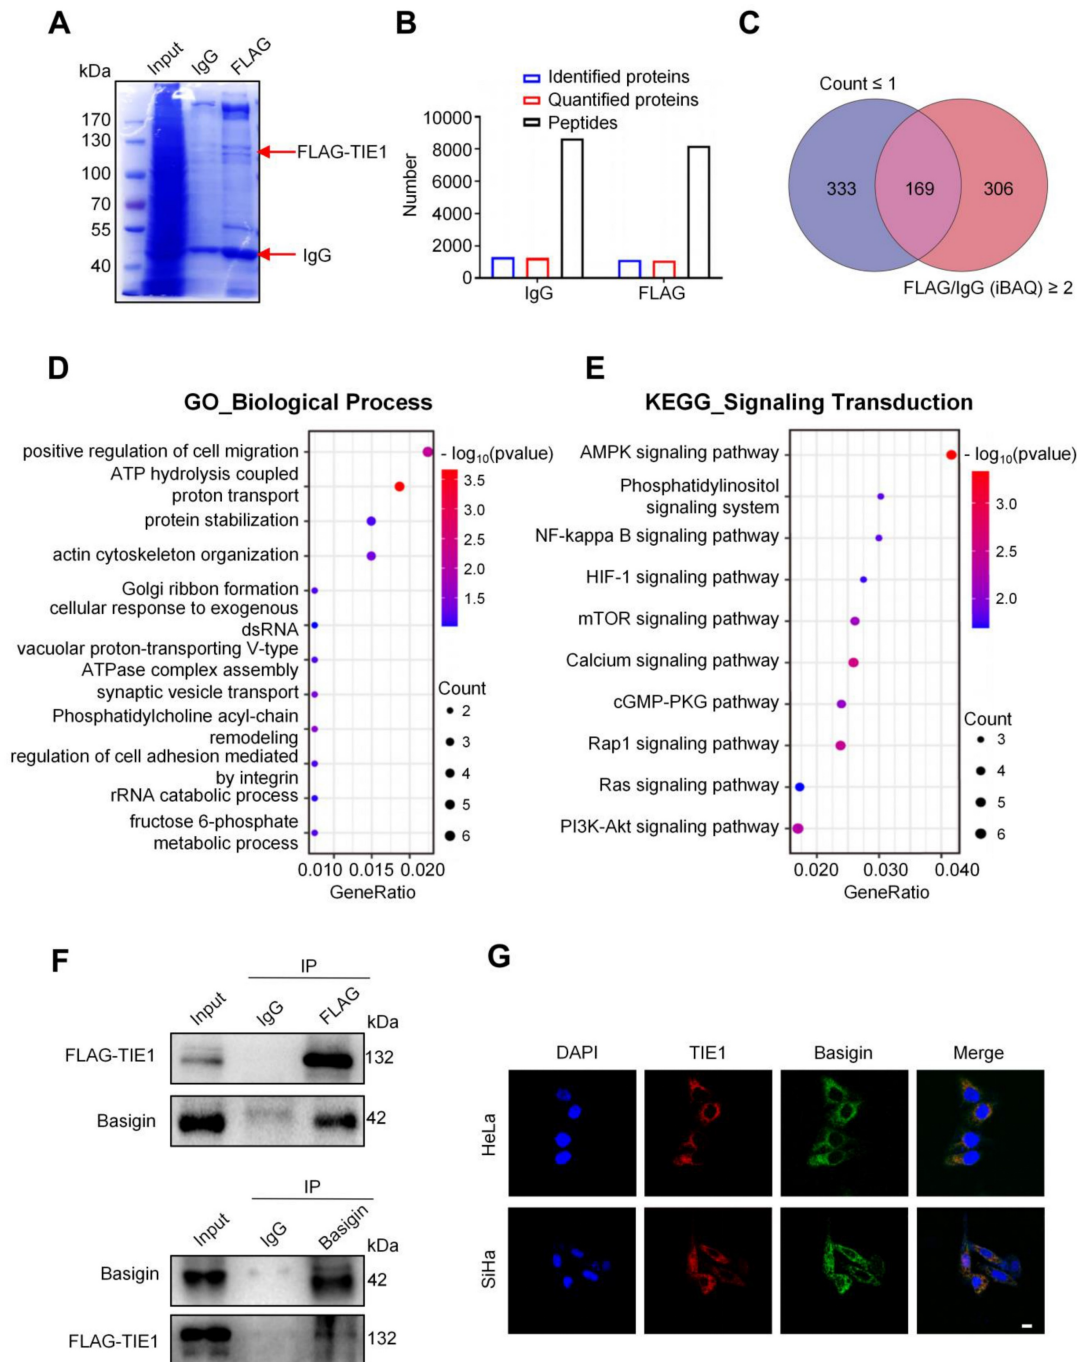 A
Input
IgG
FLAG
kDa
170
130
100
70
55
40
FLAG-TIE1
IgG
B
Identified proteins
Quantified proteins
Peptides
10000
8000
6000
4000
2000
0
Number
IgG
FLAG
C
Count ≤ 1
333
169
306
FLAG/IgG (iBAQ) ≥ 2
D
GO_Biological Process
positive regulation of cell migration
ATP hydrolysis coupled
proton transport
protein stabilization
actin cytoskeleton organization
Golgi ribbon formation
cellular response to exogenous
dsRNA
vacuolar proton-transporting V-type
ATPase complex assembly
synaptic vesicle transport
Phosphatidylcholine acyl-chain
remodeling
regulation of cell adhesion mediated
by integrin
rRNA catabolic process
fructose 6-phosphate
metabolic process
0.010
0.015
0.020
GeneRatio
- log10(pvalue)
3.5
3.0
2.5
2.0
1.5
Count
2
3
4
5
6
E
KEGG_Signaling Transduction
AMPK signaling pathway
Phosphatidylinositol
signaling system
NF-kappa B signaling pathway
HIF-1 signaling pathway
mTOR signaling pathway
Calcium signaling pathway
cGMP-PKG pathway
Rap1 signaling pathway
Ras signaling pathway
PI3K-Akt signaling pathway
0.020
0.030
0.040
GeneRatio
- log10(pvalue)
3.0
2.5
2.0
Count
3
4
5
6
F
IP
Input
IgG
FLAG
kDa
FLAG-TIE1
132
Basigin
42
IP
Input
IgG
Basigin
kDa
Basigin
42
FLAG-TIE1
132
G
DAPI
TIE1
Basigin
Merge
HeLa
SiHa